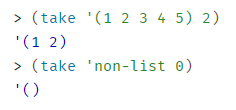 > (take '(1 2 3 4 5) 2)
'(1 2)
> (take 'non-list 0)
'()